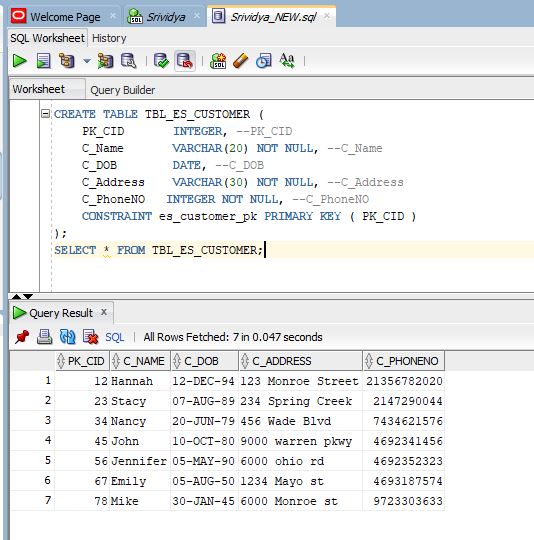 Welcome Page Srividya Srividya_NEW.sql
SQL Worksheet History
Worksheet Query Builder
CREATE TABLE TBL_ES_CUSTOMER (
PK_CID INTEGER, --PK_CID
C_Name VARCHAR(20) NOT NULL, --C_Name
C_DOB DATE, --C_DOB
C_Address VARCHAR(30) NOT NULL, --C_Address
C_PhoneNO INTEGER NOT NULL, --C_PhoneNO
CONSTRAINT es_customer_pk PRIMARY KEY ( PK_CID )
);
SELECT * FROM TBL_ES_CUSTOMER;
Query Result x
SQL | All Rows Fetched: 7 in 0.047 seconds
PK_CID C_NAME C_DOB C_ADDRESS C_PHONENO
1 12 Hannah 12-DEC-94 123 Monroe Street 21356782020
2 23 Stacy 07-AUG-89 234 Spring Creek 2147290044
3 34 Nancy 20-JUN-79 456 Wade Blvd 7434621576
4 45 John 10-OCT-80 9000 warren pkwy 4692341456
5 56 Jennifer 05-MAY-90 6000 ohio rd 4692352323
6 67 Emily 05-AUG-50 1234 Mayo st 4693187574
7 78 Mike 30-JAN-45 6000 Monroe st 9723303633